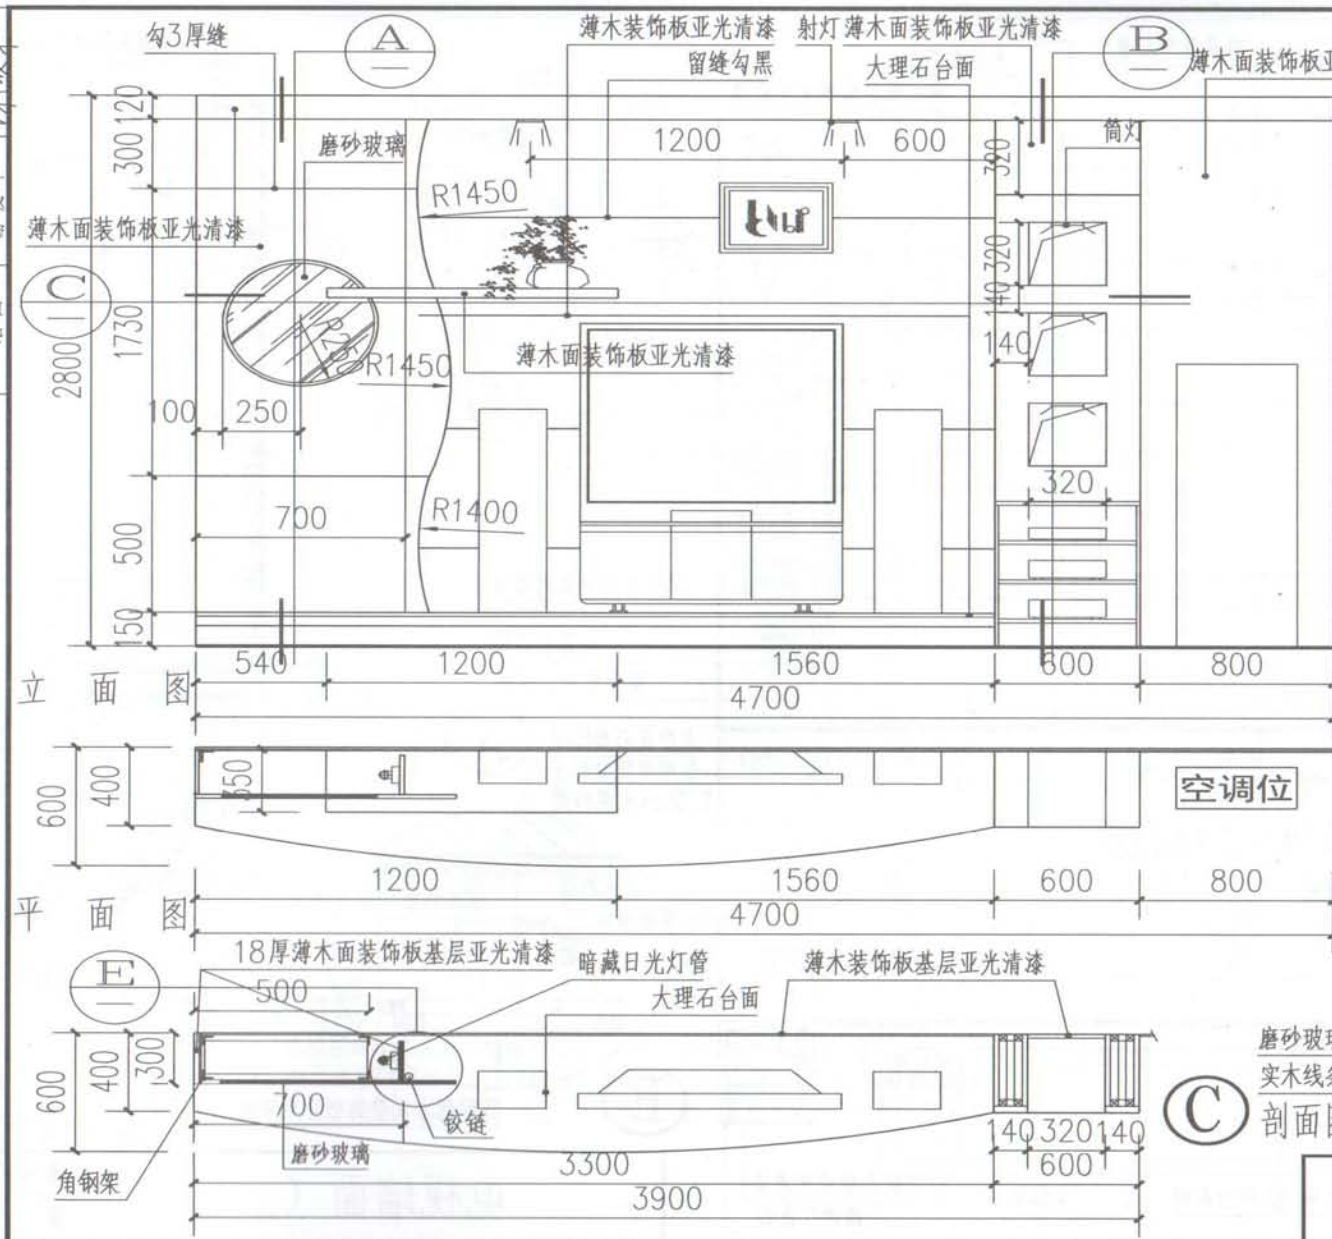 勾3厚缝
A
薄木装饰板亚光清漆
射灯
薄木面装饰板亚光清漆
B
留缝勾黑
大理石台面
薄木面装饰板亚
120
300
磨砂玻璃
1200
600
320
筒灯
R1450
薄木面装饰板亚光清漆
320
C
140
1730
2800
R250
R1450
薄木面装饰板亚光清漆
140
100
250
320
R1400
700
500
150
540
1200
1560
600
800
立面图
4700
600
400
350
空调位
1200
1560
600
800
平面图
4700
E
18厚薄木面装饰板基层亚光清漆
暗藏日光灯管
薄木装饰板基层亚光清漆
500
大理石台面
600
400
300
磨砂玻
实木线条
C
剖面
700
铰链
140
320
140
磨砂玻璃
3300
600
角钢架
3900